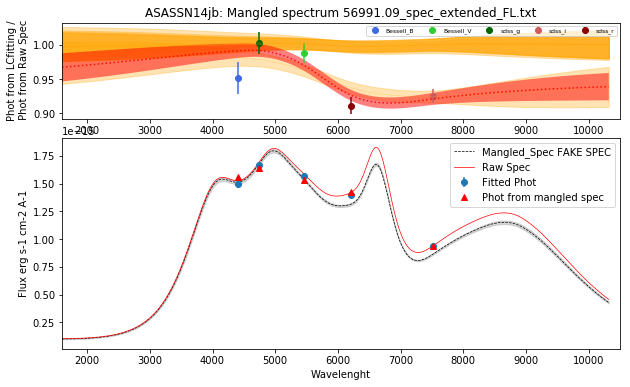 ASASSN14jb: Mangled spectrum 56991.09_spec_extended_FL.txt
Phot from LCfitting /
Phot from Raw Spec
1.00
0.95
0.90
Bessell_B
Bessell_V
sdss_g
sdss_i
sdss_r
2000 3000 4000 5000 6000 7000 8000 9000 10000
Flux erg s-1 cm-2 A-1
1.75
1.50
1.25
1.00
0.75
0.50
0.25
Mangled_Spec FAKE SPEC
Raw Spec
Fitted Phot
Phot from mangled spec
2000 3000 4000 5000 6000 7000 8000 9000 10000
Wavelenght